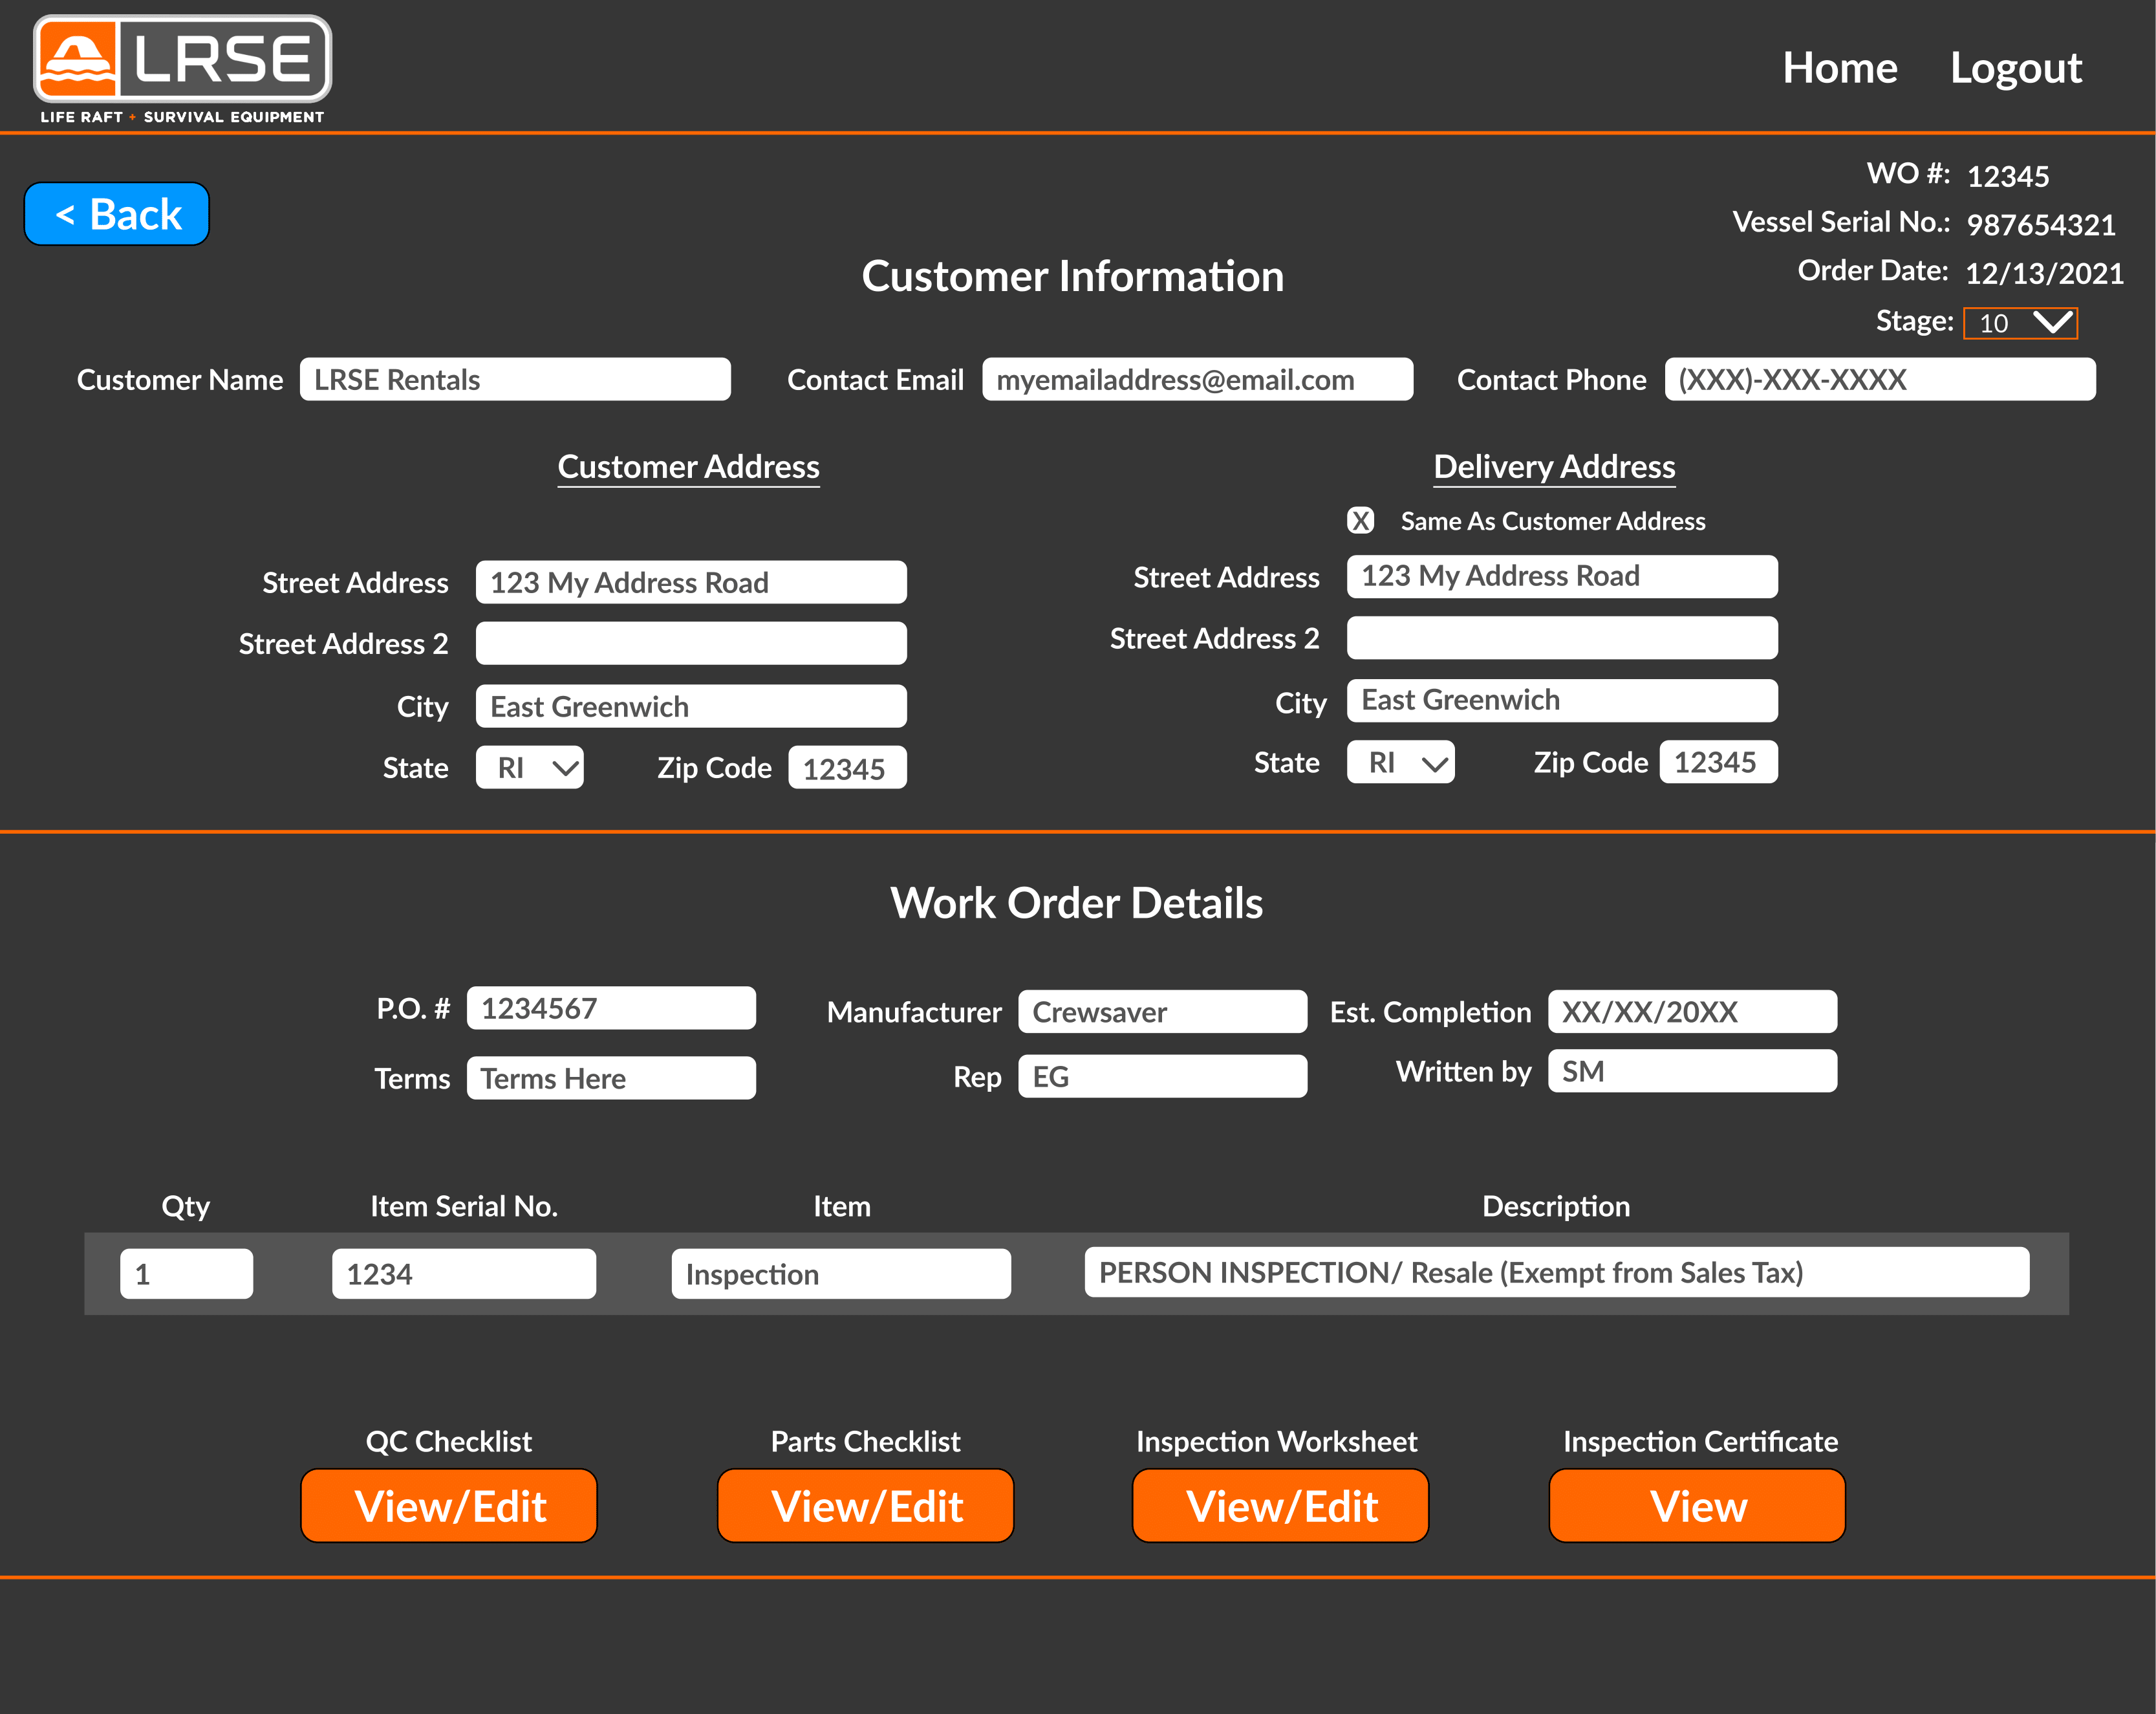 LRSE
LIFE RAFT + SURVIVAL EQUIPMENT
Home Logout
< Back
WO #: 12345
Vessel Serial No.: 987654321
Order Date: 12/13/2021
Stage: 10
Customer Information
Customer Name LRSE Rentals Contact Email myemailaddress@email.com Contact Phone (XXX)-XXX-XXXX
Customer Address
Street Address 123 My Address Road
Street Address 2
City East Greenwich
State RI Zip Code 12345
Delivery Address
X Same As Customer Address
Street Address 123 My Address Road
Street Address 2
City East Greenwich
State RI Zip Code 12345
Work Order Details
P.O. # 1234567 Manufacturer Crewsaver Est. Completion XX/XX/20XX
Terms Terms Here Rep EG Written by SM
Qty Item Serial No. Item Description
1 1234 Inspection PERSON INSPECTION/ Resale (Exempt from Sales Tax)
QC Checklist Parts Checklist Inspection Worksheet Inspection Certificate
View/Edit View/Edit View/Edit View